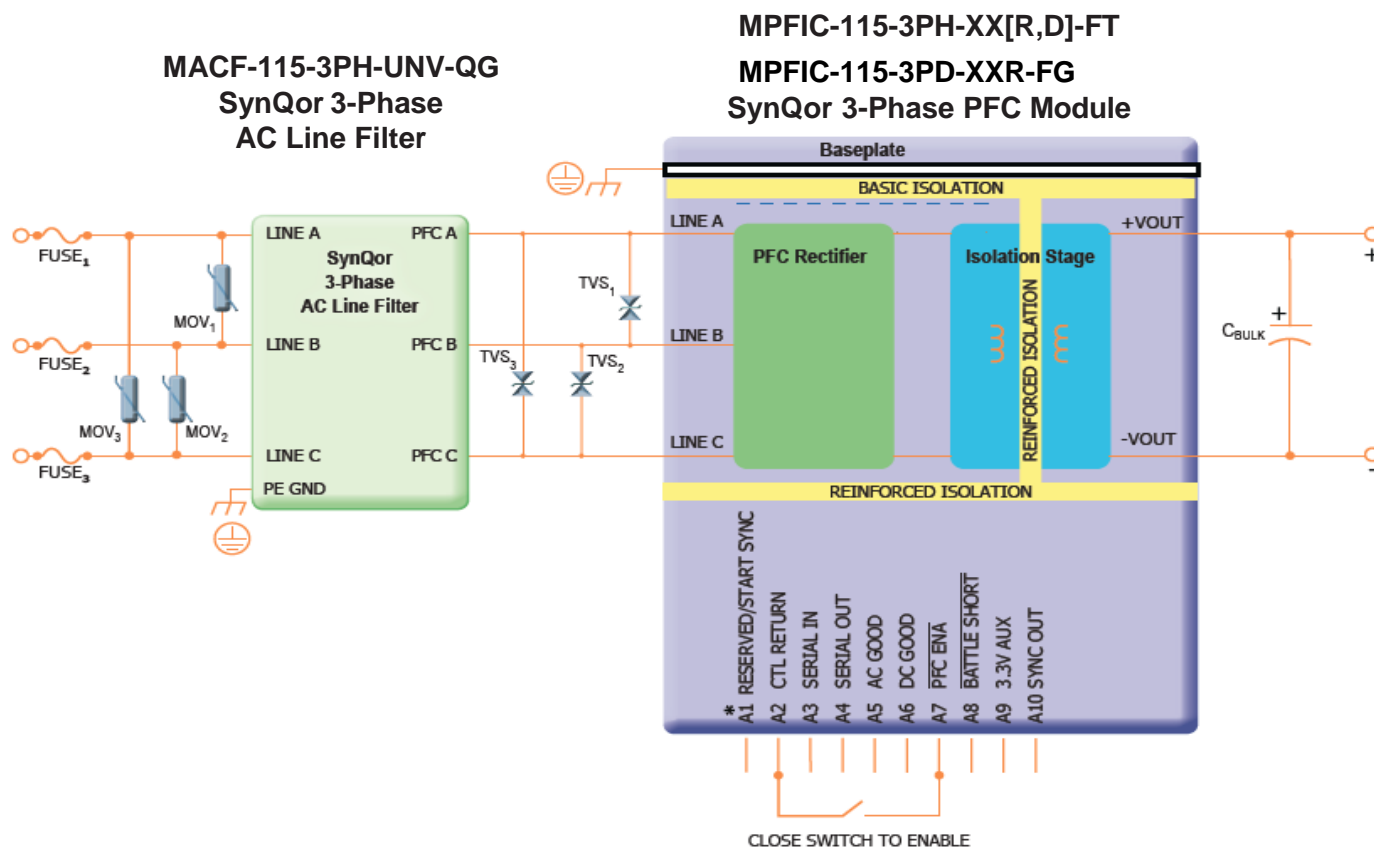 MPFIC-115-3PH-XX[R,D]-FT
MPFIC-115-3PD-XXR-FG
SynQor 3-Phase PFC Module
MACF-115-3PH-UNV-QG
SynQor 3-Phase
AC Line Filter
Baseplate
BASIC ISOLATION
LINE A
PFC A
LINE A
+VOUT
FUSE1
SynQor
3-Phase
AC Line Filter
PFC Rectifier
Isolation Stage
+
TVS1
MOV1
REINFORCED ISOLATION
+
CBULK
LINE B
PFC B
LINE B
FUSE2
TVS3
TVS2
MOV3
MOV2
LINE C
PFC C
LINE C
-VOUT
FUSE3
-
PE GND
REINFORCED ISOLATION
* A1 RESERVED/START SYNC
A2 CTL RETURN
A3 SERIAL IN
A4 SERIAL OUT
A5 AC GOOD
A6 DC GOOD
A7 PFC ENA
A8 BATTLE SHORT
A9 3.3V AUX
A10 SYNC OUT
CLOSE SWITCH TO ENABLE